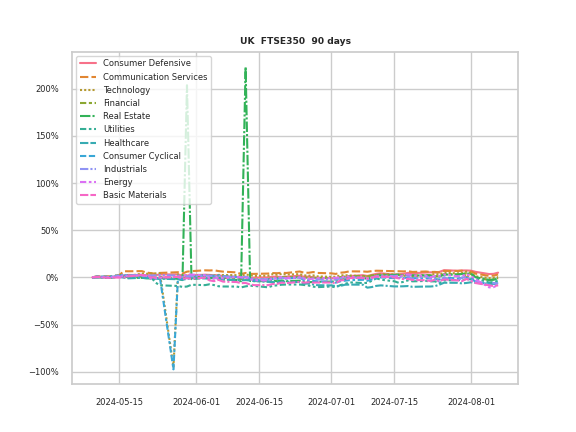 UK FTSE350 90 days
Consumer Defensive
Communication Services
Technology
Financial
Real Estate
Utilities
Healthcare
Consumer Cyclical
Industrials
Energy
Basic Materials
200%
150%
100%
50%
0%
−50%
−100%
2024-05-15 2024-06-01 2024-06-15 2024-07-01 2024-07-15 2024-08-01